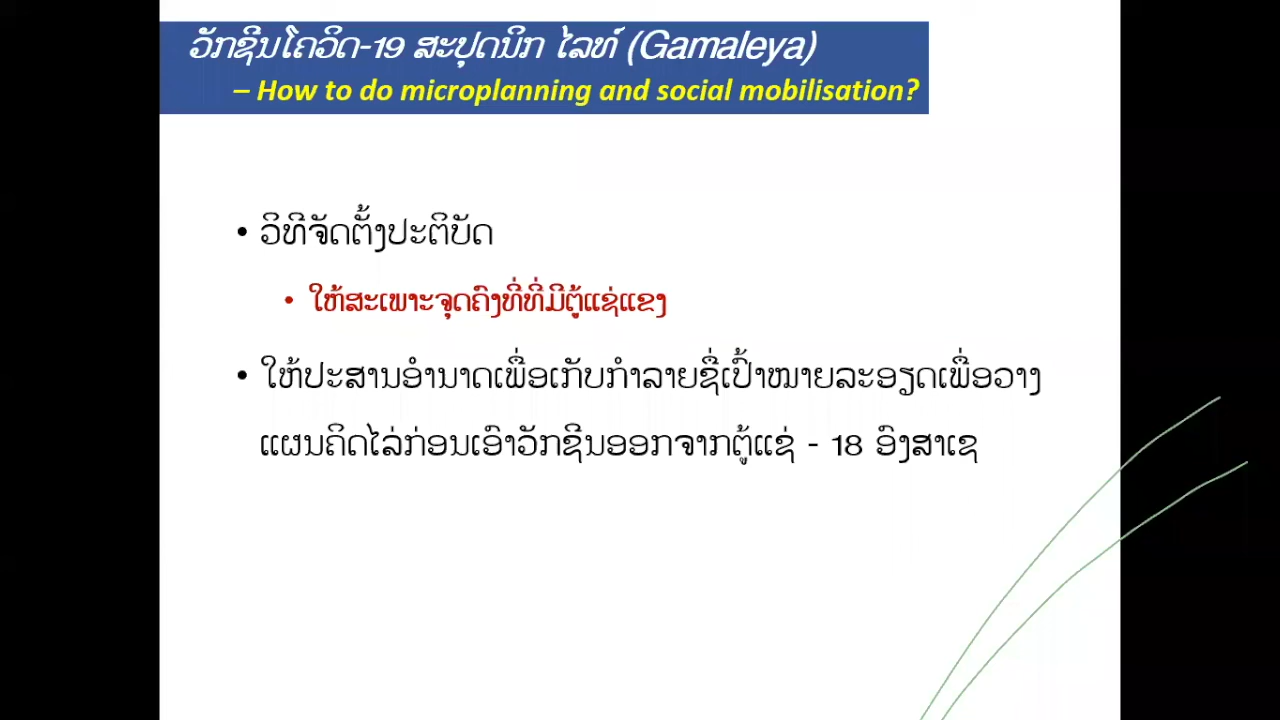 ວັກຊີນໂຄວິດ-19 ສະປຸດນິກ ໄລທ໌ (Gamaleya)
– How to do microplanning and social mobilisation?
• ວິທີຈັດຕັ້ງປະຕິບັດ
• ໃຫ້ສະເພາະຈຸດຄົງທີ່ທີ່ມີຕູ້ແຊ່ແຂງ
• ໃຫ້ປະສານອຳນາດເພື່ອເກັບກຳລາຍຊື່ເປົ້າໝາຍລະອຽດເພື່ອວາງ
ແຜນຄິດໄລ່ກ່ອນເອົາວັກຊີນອອກຈາກຕູ້ແຊ່ - 18 ອົງສາເຊ